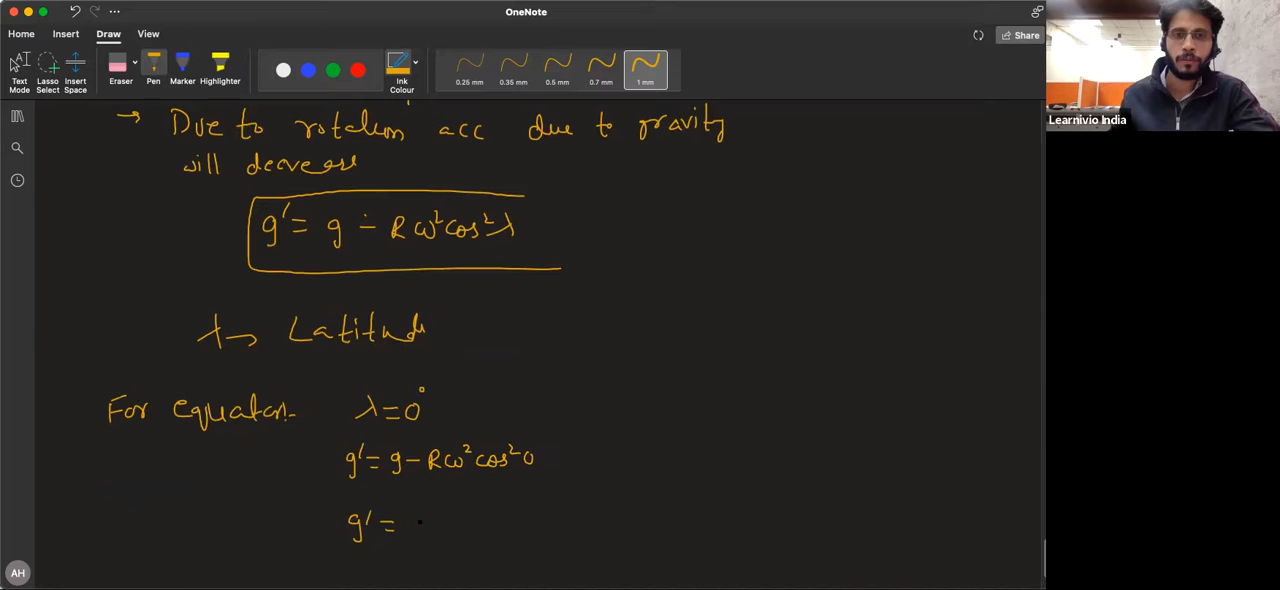 OneNote
Home Insert Draw View
Share
Text Mode Lasso Select Insert Space Eraser Pen Marker Highlighter Ink Colour 0.25 mm 0.35 mm 0.5 mm 0.7 mm 1 mm
Learnivio India
→ Due to rotation acc due to gravity
will decrease
g' = g - Rω²cos²λ
λ → Latitude
For equator:- λ = 0°
g' = g - Rω²cos²0
g' =
AH